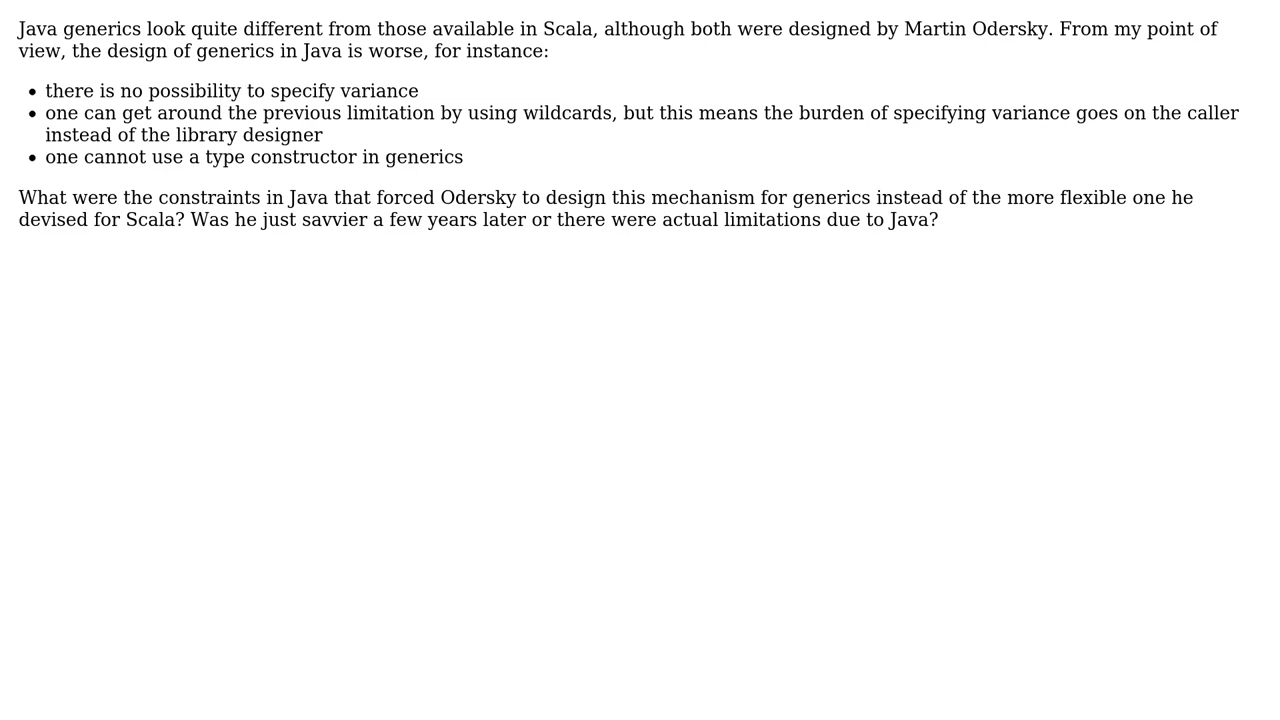 Java generics look quite different from those available in Scala, although both were designed by Martin Odersky. From my point of
view, the design of generics in Java is worse, for instance:
• there is no possibility to specify variance
• one can get around the previous limitation by using wildcards, but this means the burden of specifying variance goes on the caller
instead of the library designer
• one cannot use a type constructor in generics
What were the constraints in Java that forced Odersky to design this mechanism for generics instead of the more flexible one he
devised for Scala? Was he just savvier a few years later or there were actual limitations due to Java?